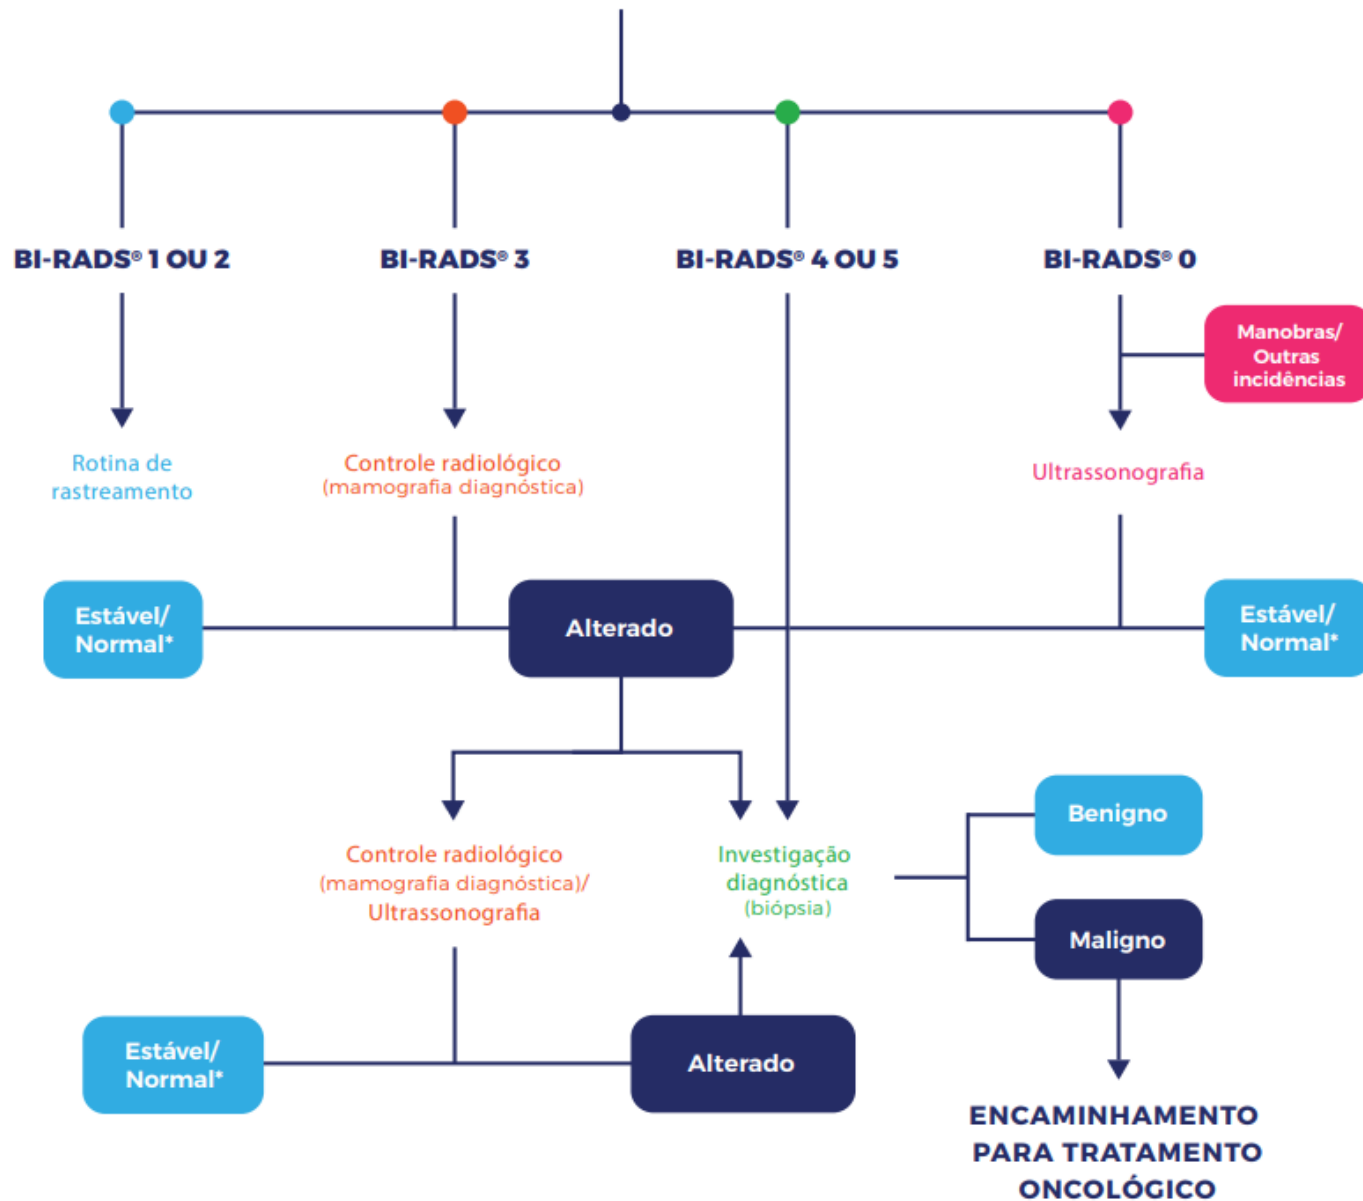 BI-RADS® 1 OU 2
BI-RADS® 3
BI-RADS® 4 OU 5
BI-RADS® 0
Manobras/
Outras
incidências
Rotina de
rastreamento
Controle radiológico
(mamografia diagnóstica)
Ultrassonografia
Estável/
Normal*
Alterado
Estável/
Normal*
Controle radiológico
(mamografia diagnóstica)/
Ultrassonografia
Investigação
diagnóstica
(biópsia)
Benigno
Maligno
Estável/
Normal*
Alterado
ENCAMINHAMENTO
PARA TRATAMENTO
ONCOLÓGICO